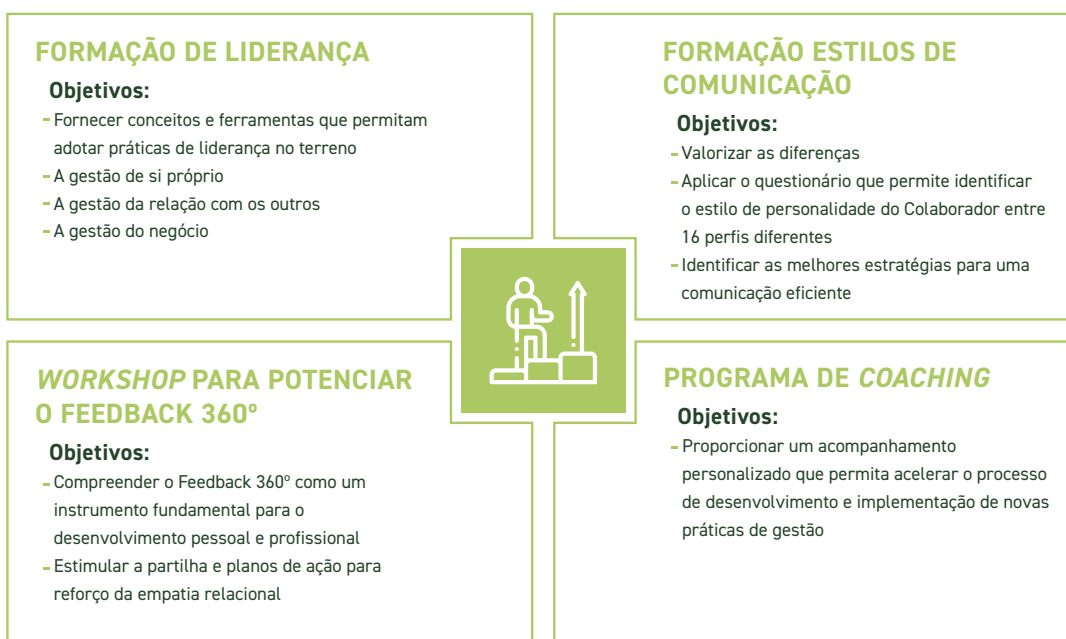 FORMAÇÃO DE LIDERANÇA
Objetivos:
- Fornecer conceitos e ferramentas que permitam
adotar práticas de liderança no terreno
- A gestão de si próprio
- A gestão da relação com os outros
- A gestão do negócio
FORMAÇÃO ESTILOS DE
COMUNICAÇÃO
Objetivos:
- Valorizar as diferenças
- Aplicar o questionário que permite identificar
o estilo de personalidade do Colaborador entre
16 perfis diferentes
- Identificar as melhores estratégias para uma
comunicação eficiente
WORKSHOP PARA POTENCIAR
O FEEDBACK 360º
Objetivos:
- Compreender o Feedback 360º como um
instrumento fundamental para o
desenvolvimento pessoal e profissional
- Estimular a partilha e planos de ação para
reforço da empatia relacional
PROGRAMA DE COACHING
Objetivos:
- Proporcionar um acompanhamento
personalizado que permita acelerar o processo
de desenvolvimento e implementação de novas
práticas de gestão